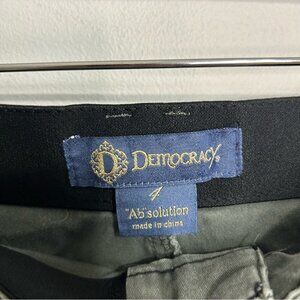 D DEMOCRACY®
4
"Ab"solution
made in china